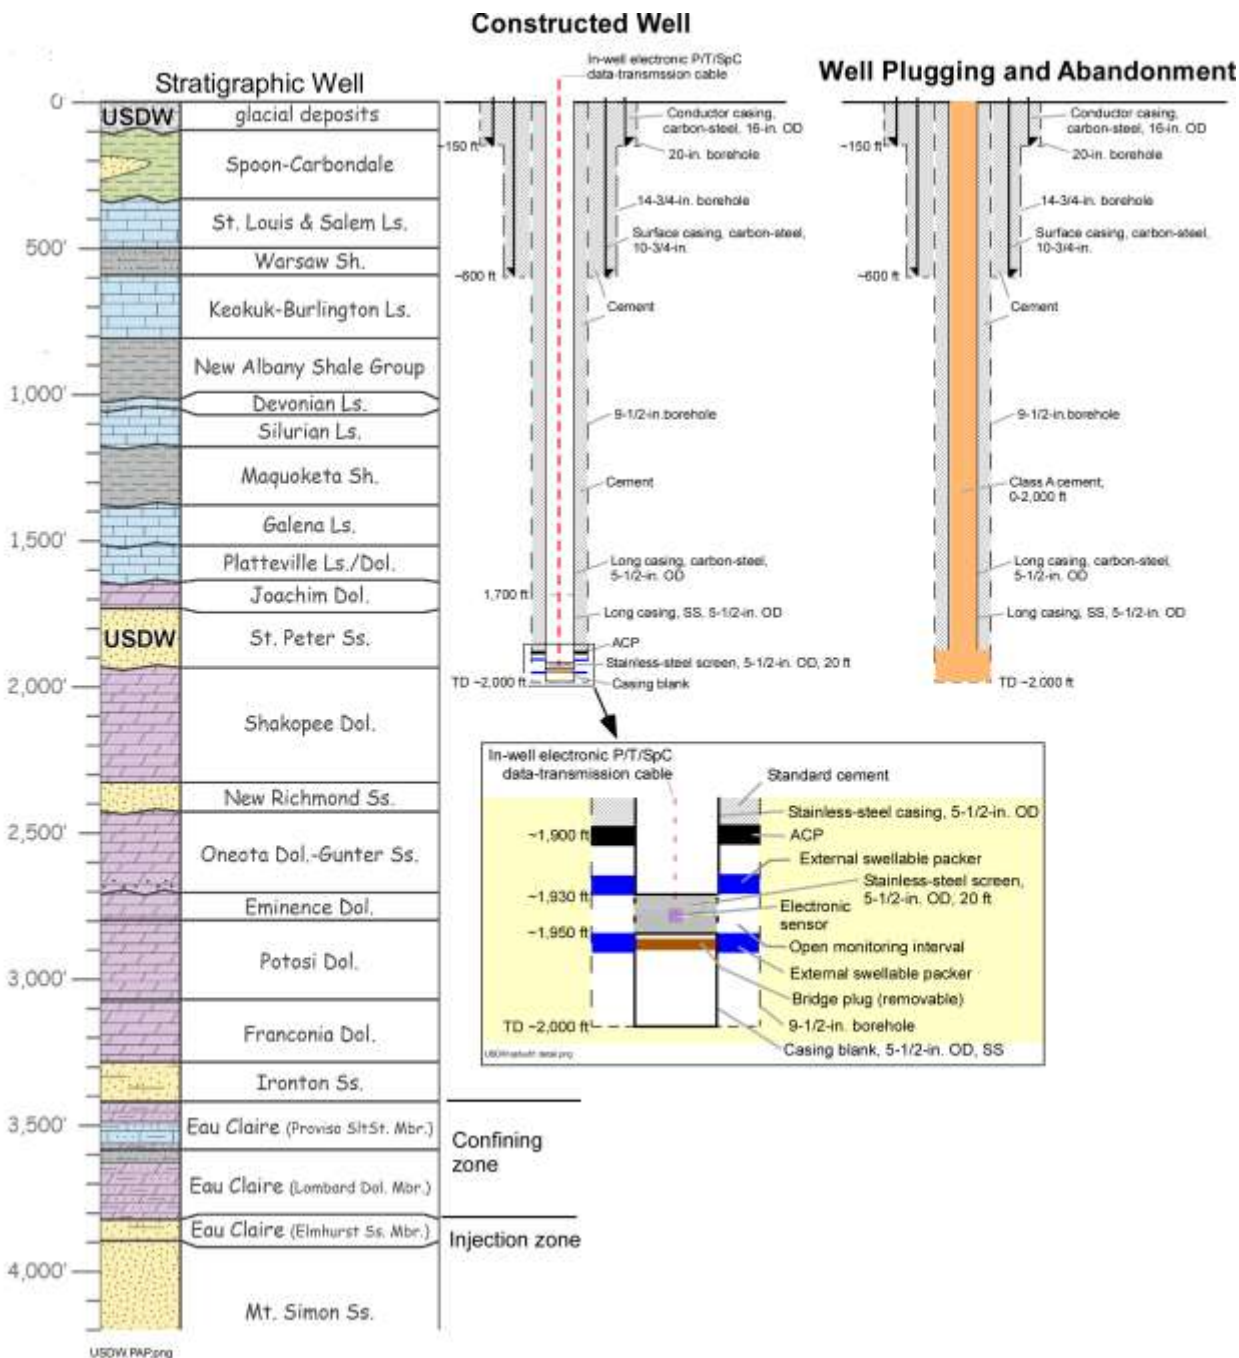 Constructed Well
In-well electronic P/T/SpC
data-transmssion cable
Stratigraphic Well
Well Plugging and Abandonment
0'
500'
1,000'
1,500'
2,000'
2,500'
3,000'
3,500'
4,000'
USDW
glacial deposits
Spoon-Carbondale
St. Louis & Salem Ls.
Warsaw Sh.
Keokuk-Burlington Ls.
New Albany Shale Group
Devonian Ls.
Silurian Ls.
Maquoketa Sh.
Galena Ls.
Platteville Ls./Dol.
Joachim Dol.
USDW
St. Peter Ss.
Shakopee Dol.
New Richmond Ss.
Oneota Dol.-Gunter Ss.
Eminence Dol.
Potosi Dol.
Franconia Dol.
Ironton Ss.
Eau Claire (Proviso SltSt. Mbr.)
Eau Claire (Lombard Dol. Mbr.)
Eau Claire (Elmhurst Ss. Mbr.)
Mt. Simon Ss.
Confining
zone
Injection zone
USDW.PAP.png
Conductor casing,
carbon-steel, 16-in. OD
~150 ft
20-in. borehole
14-3/4-in. borehole
Surface casing, carbon-steel,
10-3/4-in.
~600 ft
Cement
9-1/2-in.borehole
Cement
Long casing, carbon-steel,
5-1/2-in. OD
1,700 ft
Long casing, SS, 5-1/2-in. OD
ACP
Stainless-steel screen, 5-1/2-in. OD, 20 ft
TD ~2,000 ft
Casing blank
Conductor casing,
carbon-steel, 16-in. OD
~150 ft
20-in. borehole
14-3/4-in. borehole
Surface casing, carbon-steel,
10-3/4-in.
~600 ft
Cement
9-1/2-in.borehole
Class A cement,
0-2,000 ft
Long casing, carbon-steel,
5-1/2-in. OD
Long casing, SS, 5-1/2-in. OD
TD ~2,000 ft
In-well electronic P/T/SpC
data-transmission cable
Standard cement
Stainless-steel casing, 5-1/2-in. OD
~1,900 ft
ACP
External swellable packer
~1,930 ft
Stainless-steel screen,
5-1/2-in. OD, 20 ft
Electronic
sensor
~1,950 ft
Open monitoring interval
External swellable packer
Bridge plug (removable)
TD ~2,000 ft
9-1/2-in. borehole
Casing blank, 5-1/2-in. OD, SS